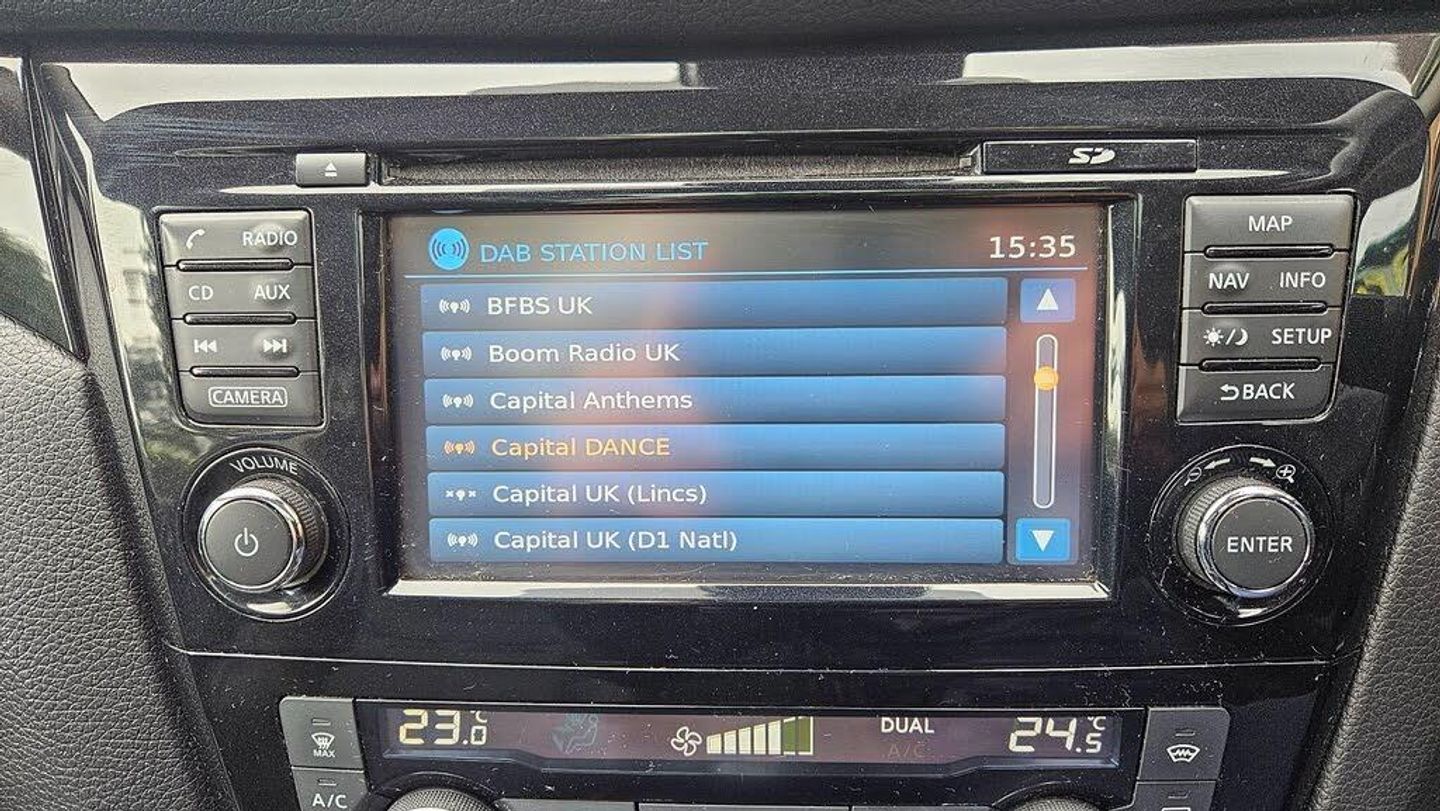 SD
RADIO
CD AUX
CAMERA
VOLUME
DAB STATION LIST 15:35
BFBS UK
Boom Radio UK
Capital Anthems
Capital DANCE
Capital UK (Lincs)
Capital UK (D1 Natl)
MAP
NAV INFO
SETUP
BACK
ENTER
MAX
A/C
23.0 °C
DUAL
A/C
24.5 °C